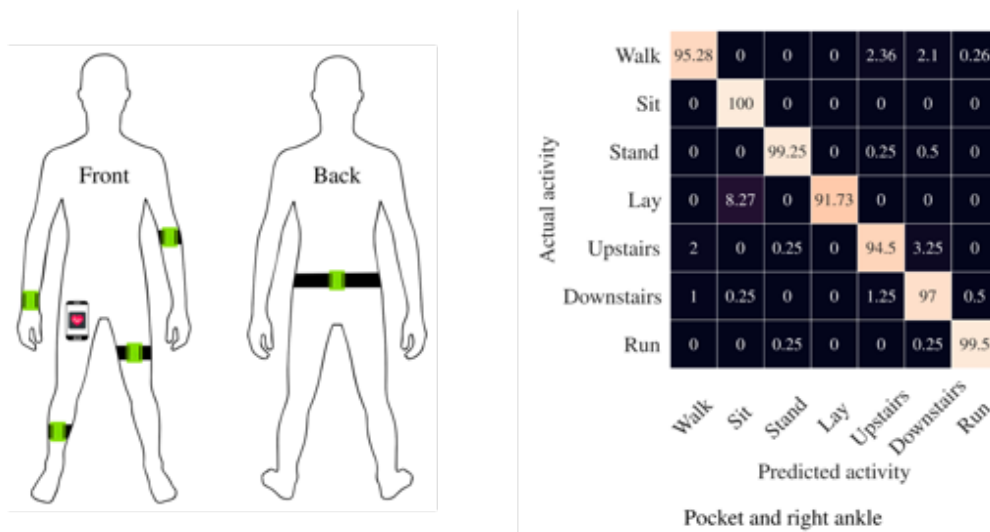 Front
Back
Actual activity
Walk 95.28 0 0 0 2.36 2.1 0.26
Sit 0 100 0 0 0 0 0
Stand 0 0 99.25 0 0.25 0.5 0
Lay 0 8.27 0 91.73 0 0 0
Upstairs 2 0 0.25 0 94.5 3.25 0
Downstairs 1 0.25 0 0 1.25 97 0.5
Run 0 0 0.25 0 0 0.25 99.5
Walk Sit Stand Lay Upstairs Downstairs Run
Predicted activity
Pocket and right ankle